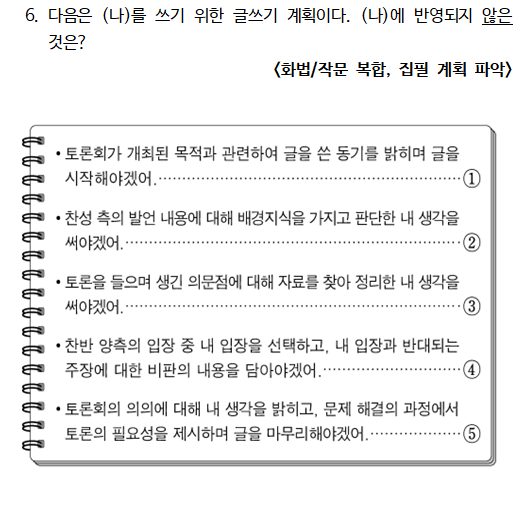 6. 다음은 (나)를 쓰기 위한 글쓰기 계획이다. (나)에 반영되지 않은
것은?
<화법/작문 복합, 집필 계획 파악>
• 토론회가 개최된 목적과 관련하여 글을 쓴 동기를 밝히며 글을
시작해야겠어. ①
• 찬성 측의 발언 내용에 대해 배경지식을 가지고 판단한 내 생각을
써야겠어. ②
• 토론을 들으며 생긴 의문점에 대해 자료를 찾아 정리한 내 생각을
써야겠어. ③
• 찬반 양측의 입장 중 내 입장을 선택하고, 내 입장과 반대되는
주장에 대한 비판의 내용을 담아야겠어. ④
• 토론회의 의의에 대해 내 생각을 밝히고, 문제 해결의 과정에서
토론의 필요성을 제시하며 글을 마무리해야겠어. ⑤